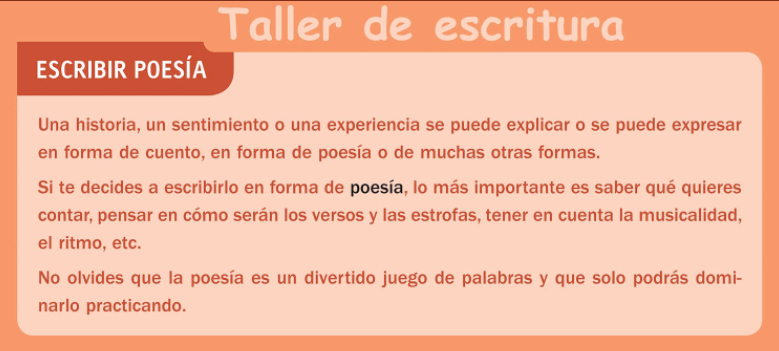 Taller de escritura
ESCRIBIR POESÍA
Una historia, un sentimiento o una experiencia se puede explicar o se puede expresar
en forma de cuento, en forma de poesía o de muchas otras formas.
Si te decides a escribirlo en forma de poesía, lo más importante es saber qué quieres
contar, pensar en cómo serán los versos y las estrofas, tener en cuenta la musicalidad,
el ritmo, etc.
No olvides que la poesía es un divertido juego de palabras y que solo podrás domi-
narlo practicando.